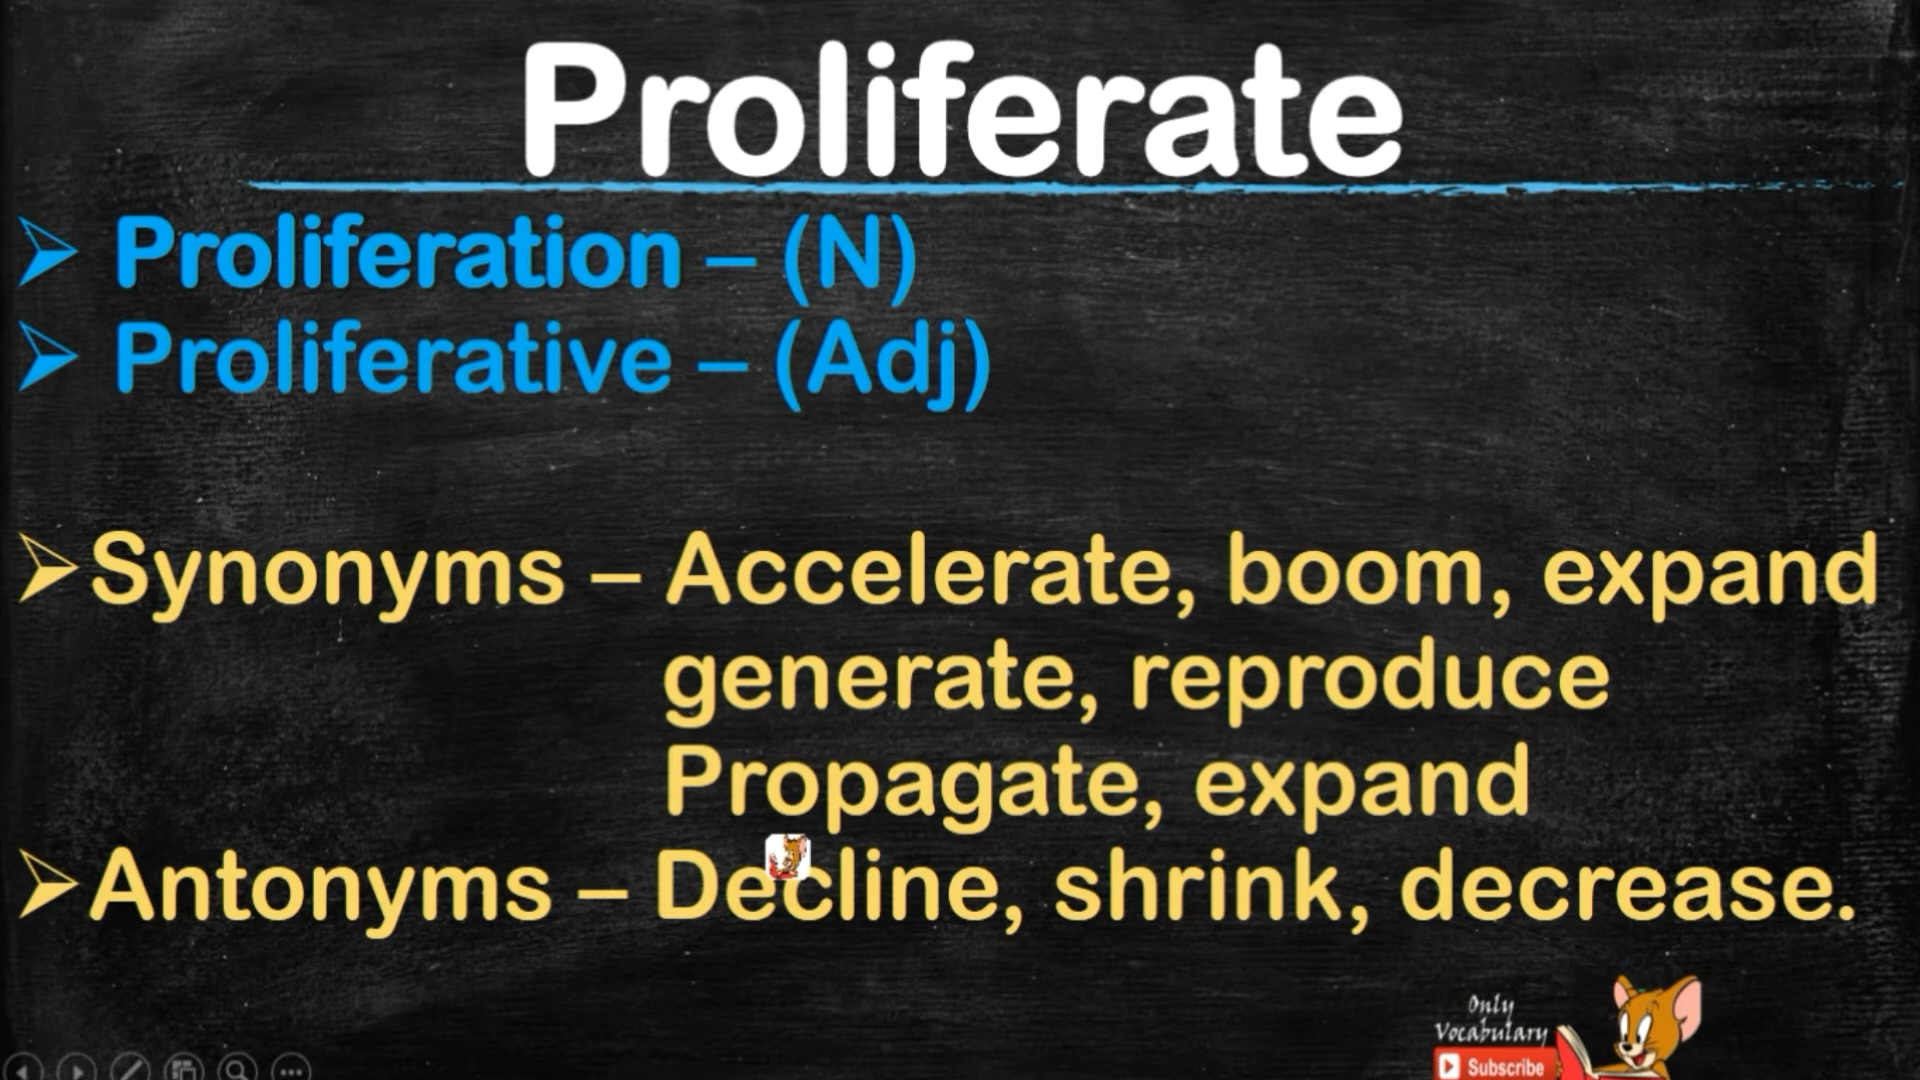 Proliferate
➢ Proliferation – (N)
➢ Proliferative – (Adj)
➢Synonyms – Accelerate, boom, expand
generate, reproduce
Propagate, expand
➢Antonyms – Decline, shrink, decrease.
Only
Vocabulary
Subscribe